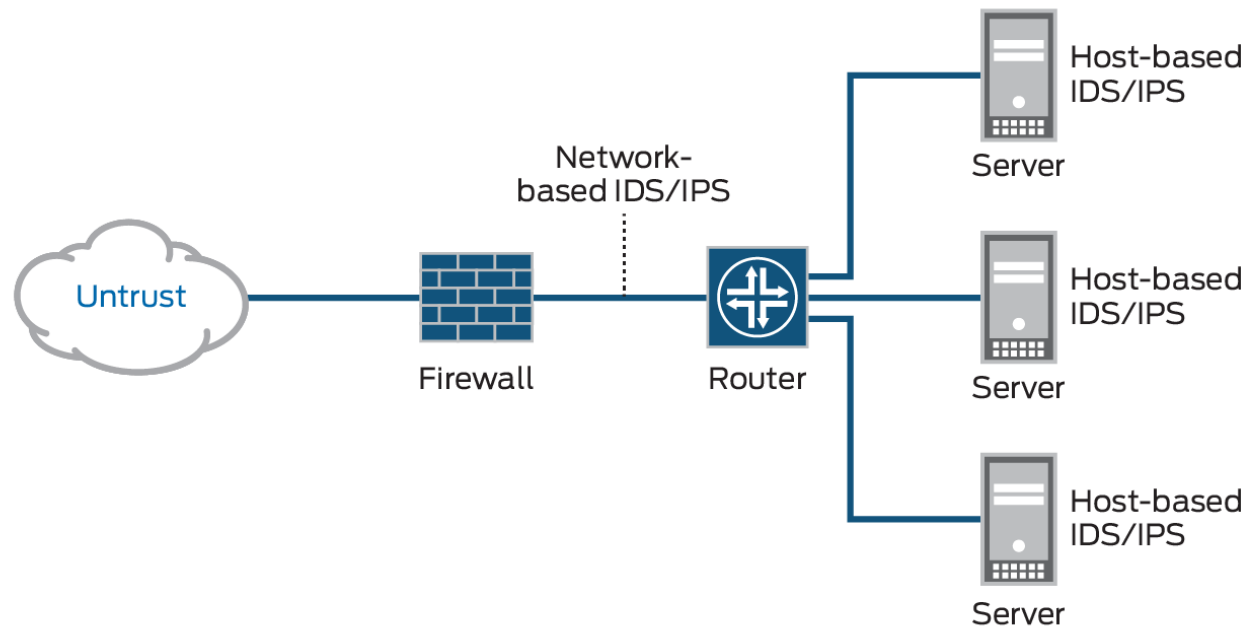 Untrust
Firewall
Network-
based IDS/IPS
Router
Host-based
IDS/IPS
Server
Host-based
IDS/IPS
Server
Host-based
IDS/IPS
Server